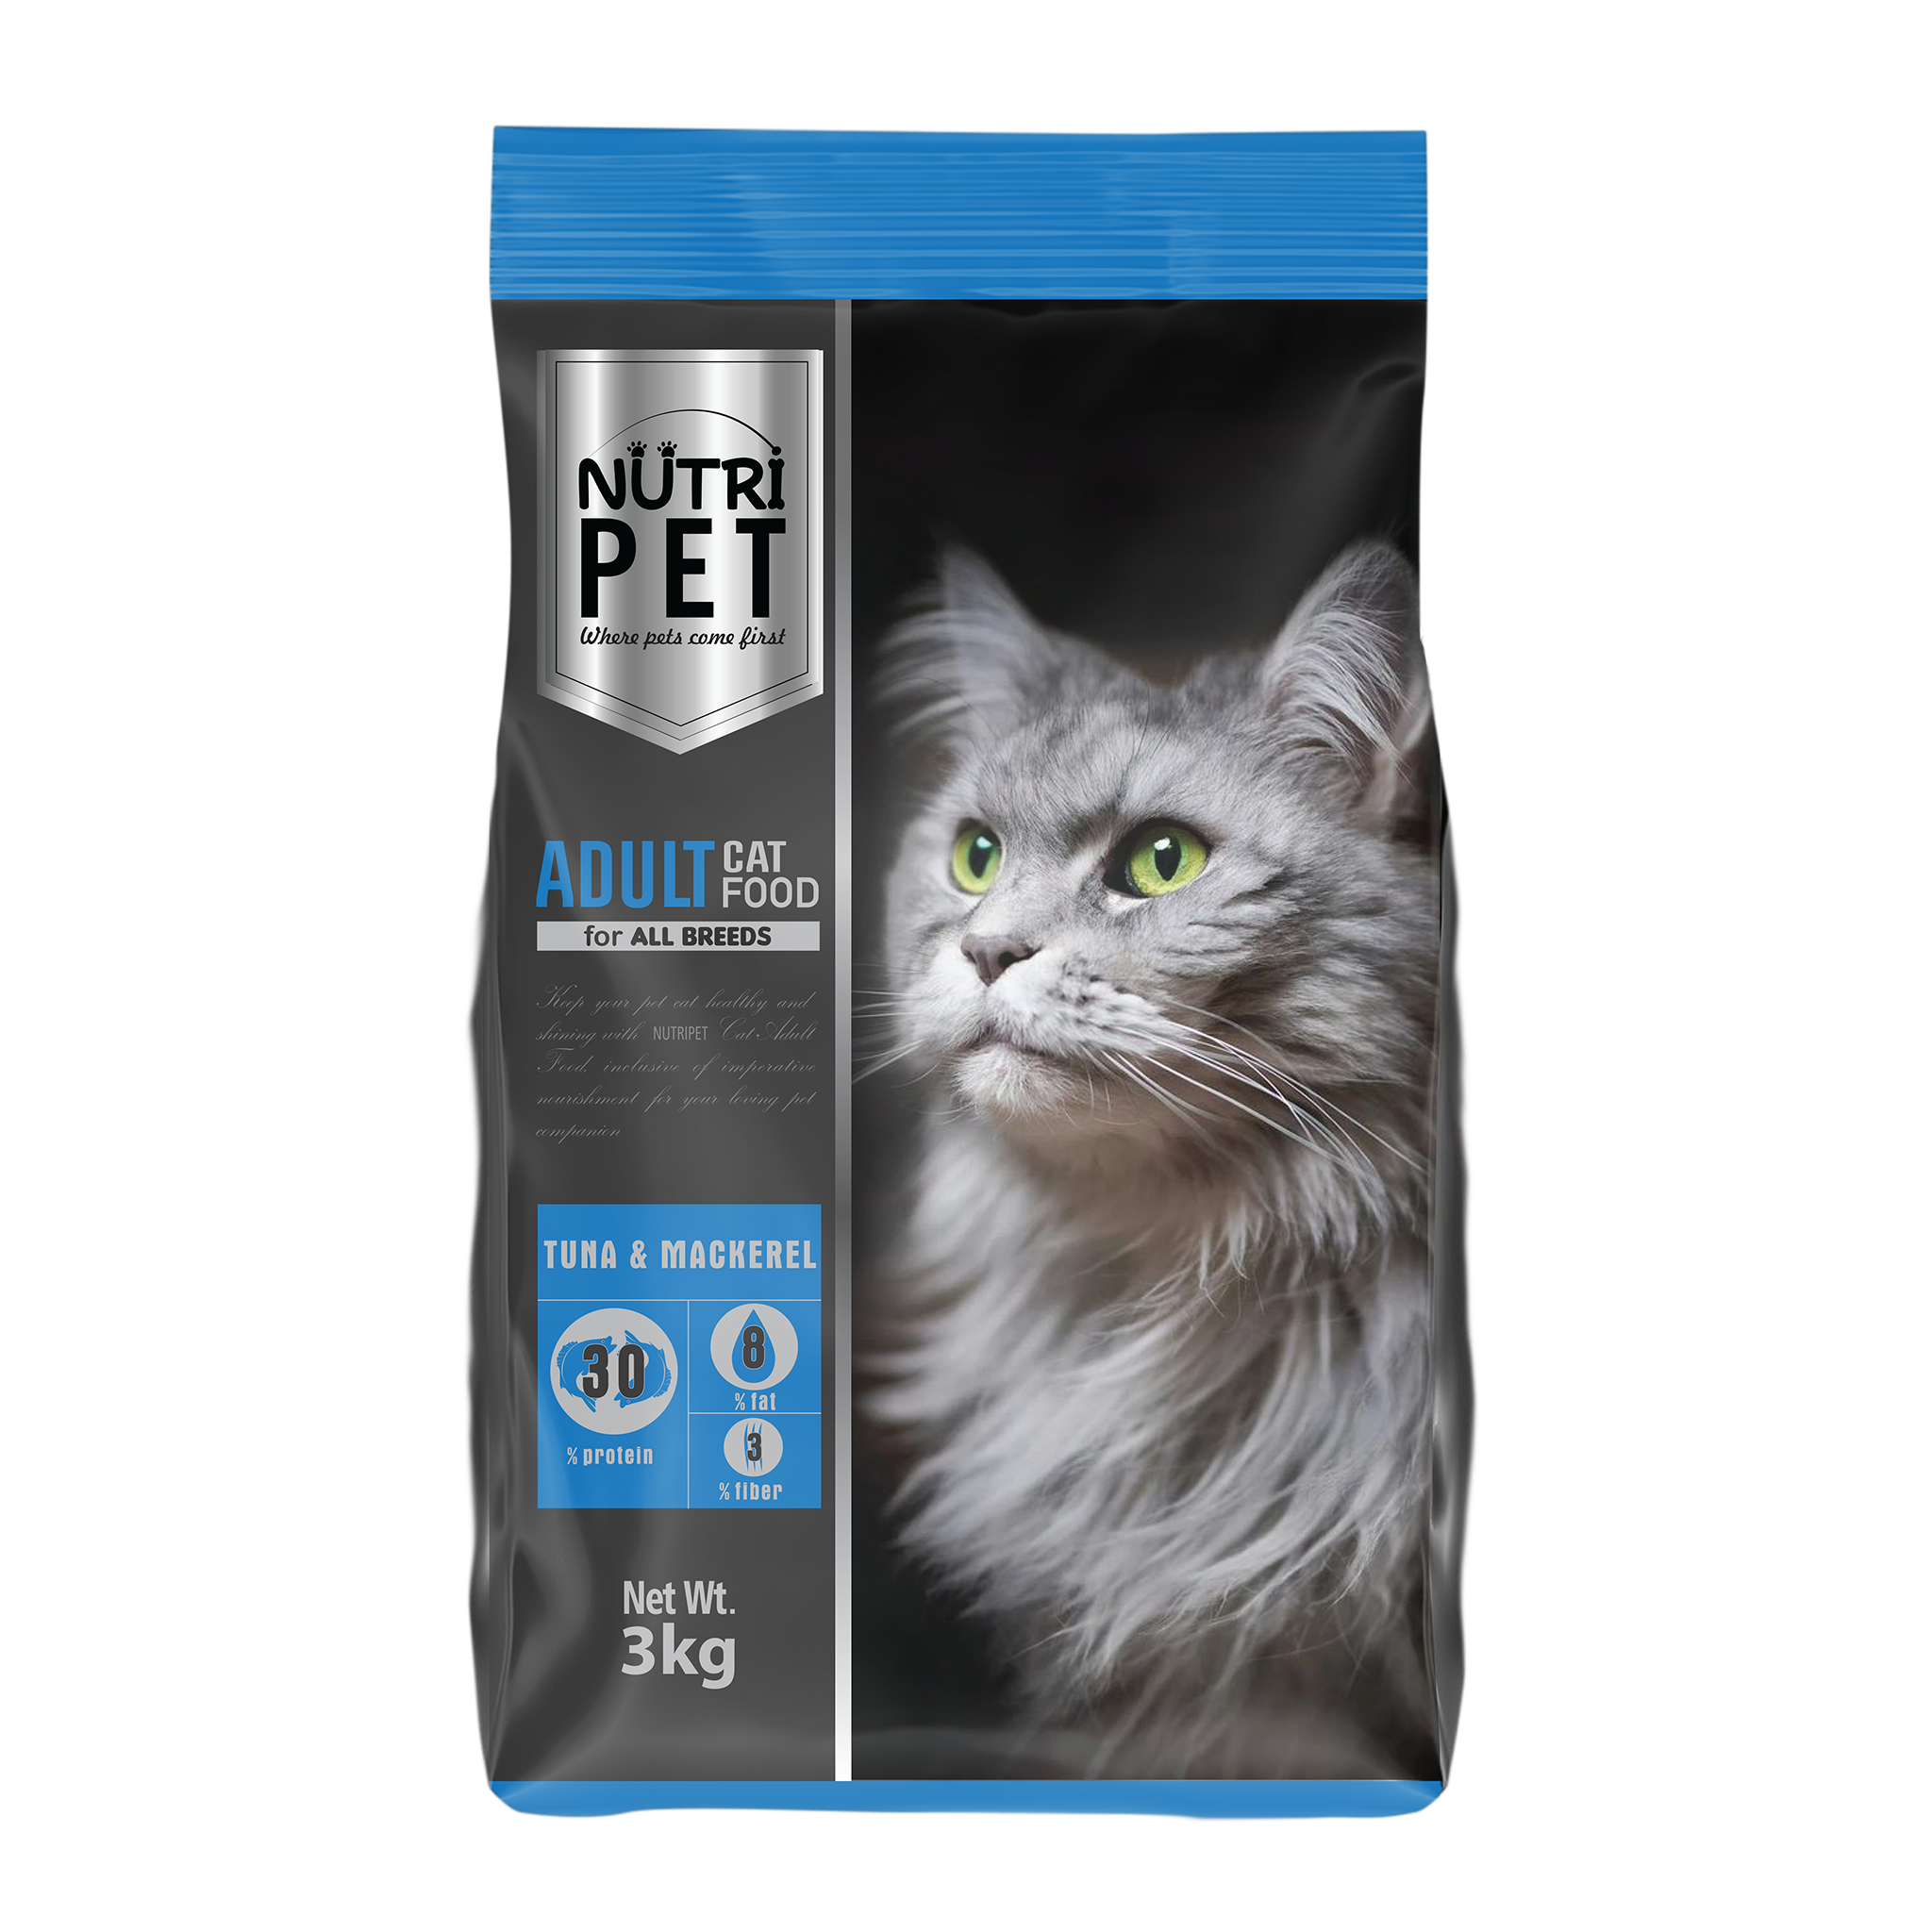 NÜTRİ
PET
Where pets come first
ADULT CAT
FOOD
for ALL BREEDS
Keep your pet cat healthy and
shining with NUTRIPET Cat Adult
Food, inclusive of imperative
nourishment for your loving pet
companion
TUNA & MACKEREL
30
% protein
8
% fat
3
% fiber
Net Wt.
3kg